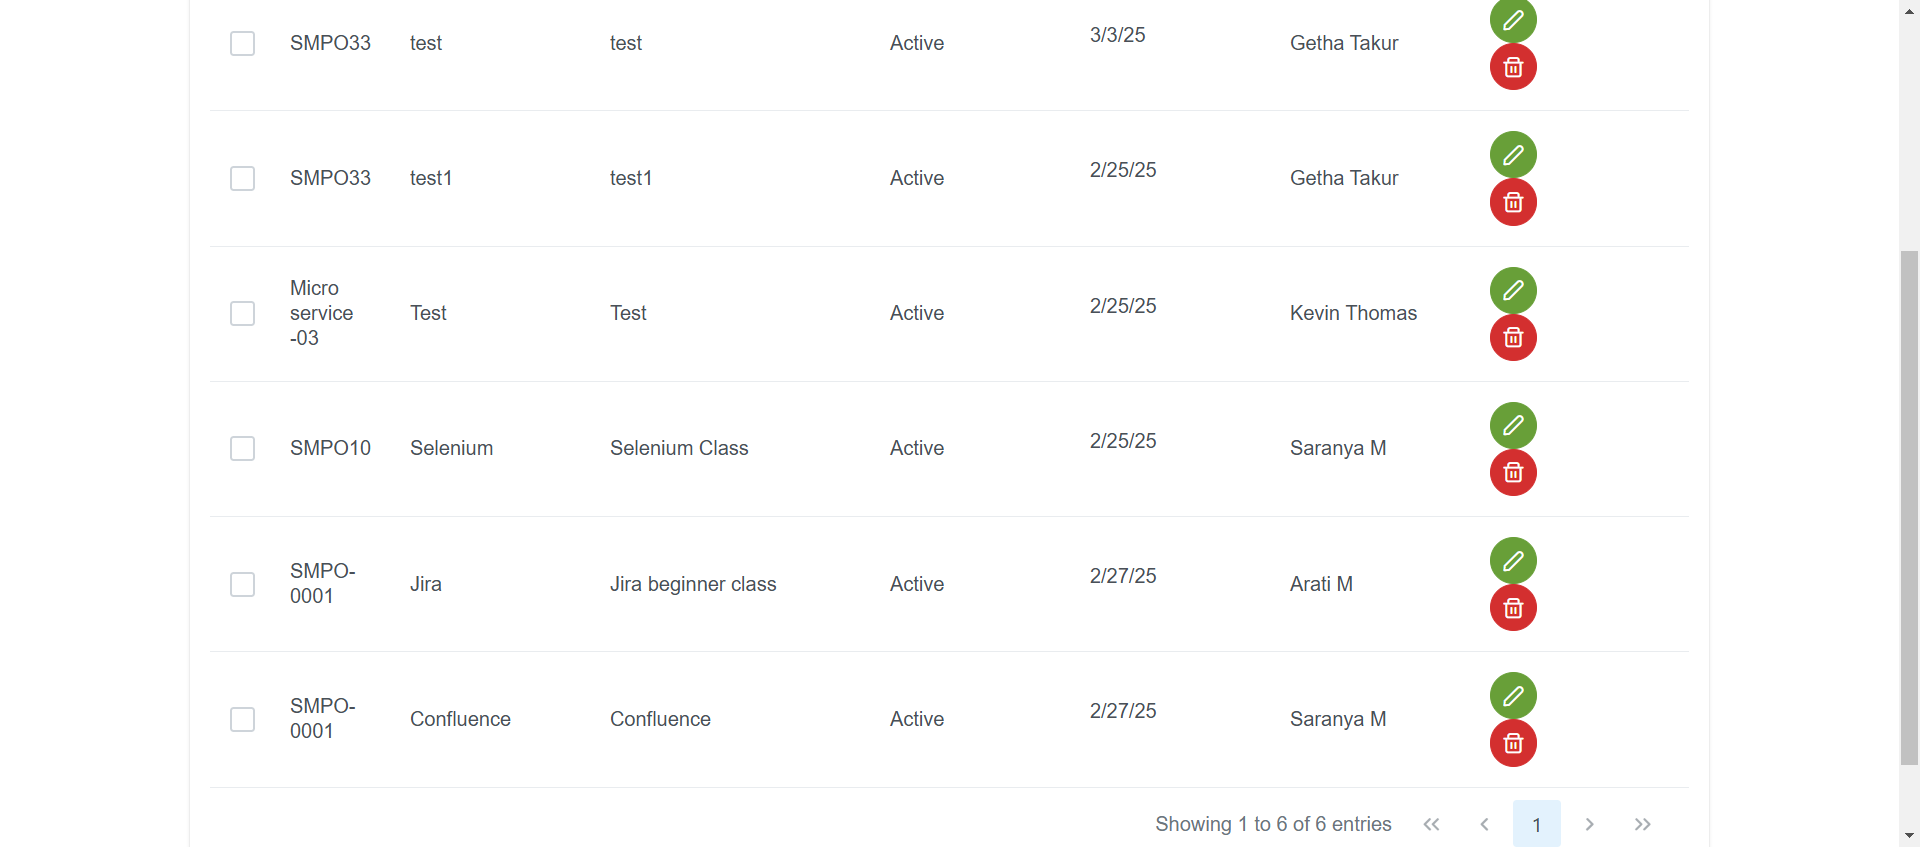 SMPO33 test test Active 3/3/25 Getha Takur
SMPO33 test1 test1 Active 2/25/25 Getha Takur
Micro
service
-03
Test Test Active 2/25/25 Kevin Thomas
SMPO10 Selenium Selenium Class Active 2/25/25 Saranya M
SMPO-
0001
Jira Jira beginner class Active 2/27/25 Arati M
SMPO-
0001
Confluence Confluence Active 2/27/25 Saranya M
Showing 1 to 6 of 6 entries 1